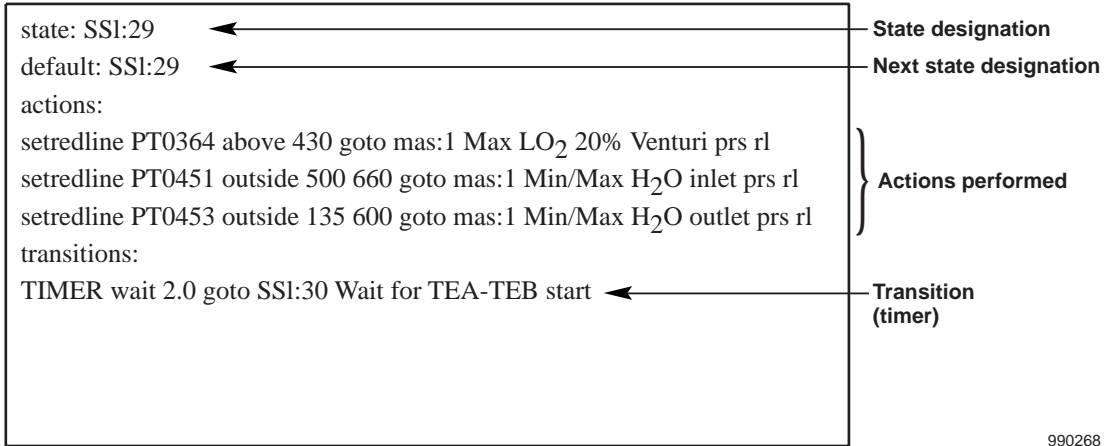 state: SSl:29
default: SSl:29
actions:
setredline PT0364 above 430 goto mas:1 Max LO2 20% Venturi prs rl
setredline PT0451 outside 500 660 goto mas:1 Min/Max H2O inlet prs rl
setredline PT0453 outside 135 600 goto mas:1 Min/Max H2O outlet prs rl
transitions:
TIMER wait 2.0 goto SSl:30 Wait for TEA-TEB start
State designation
Next state designation
Actions performed
Transition
(timer)
990268